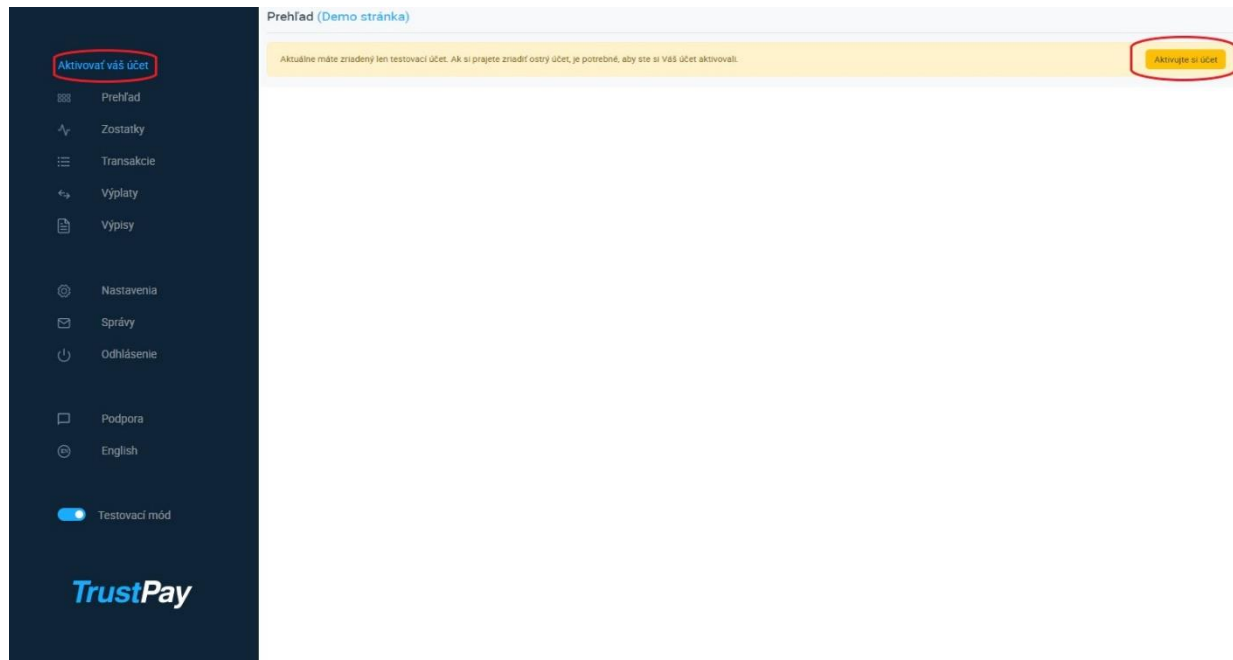 Prehľad (Demo stránka)
Aktuálne máte zriadený len testovací účet. Ak si prajete zriadiť ostrý účet, je potrebné, aby ste si Váš účet aktivovali.
Aktivujte si účet
Aktivovať váš účet
Prehľad
Zostatky
Transakcie
Výplaty
Výpisy
Nastavenia
Správy
Odhlásenie
Podpora
English
Testovací mód
TrustPay